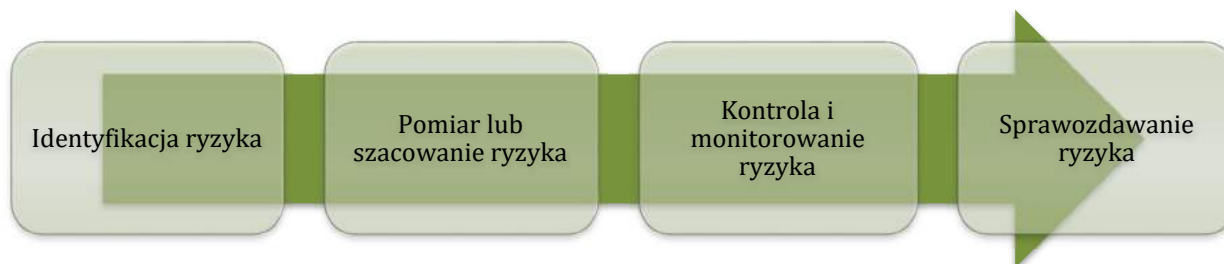 Identyfikacja ryzyka
Pomiar lub
szacowanie ryzyka
Kontrola i
monitorowanie
ryzyka
Sprawozdawanie
ryzyka